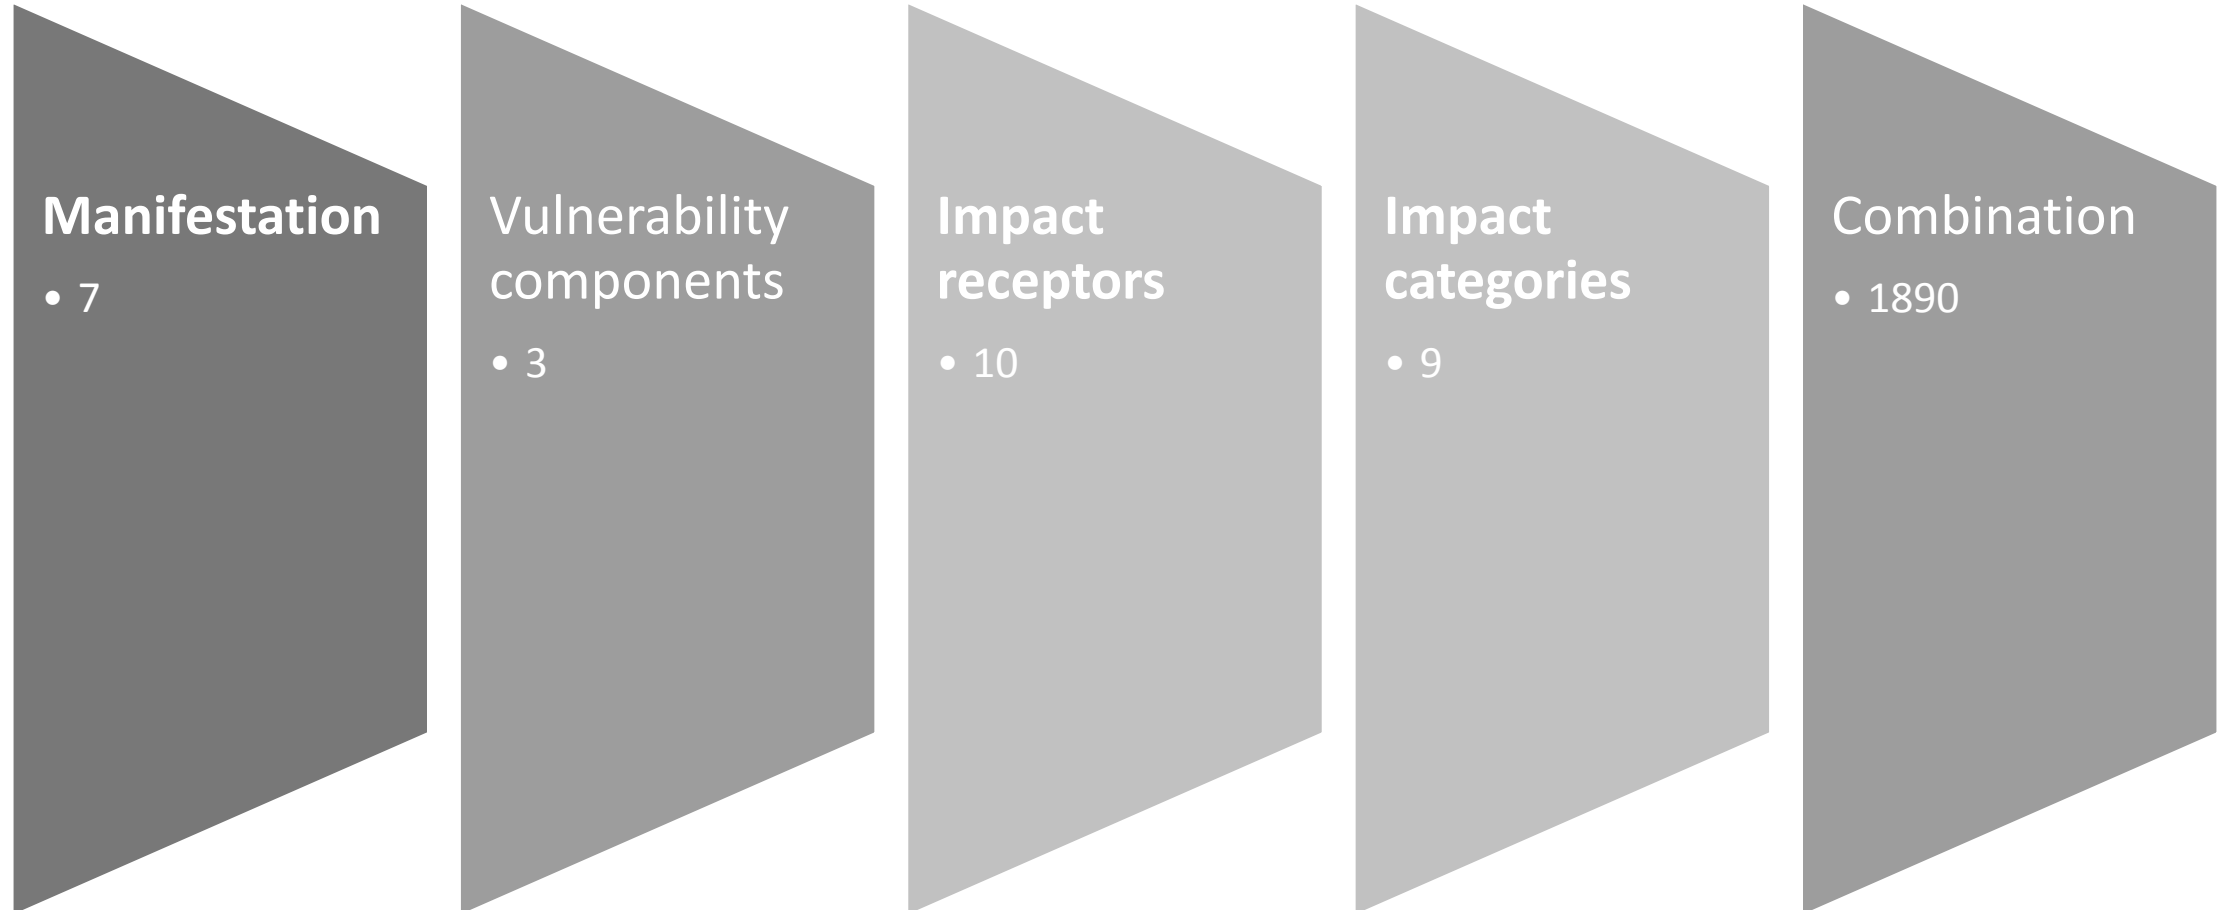 Manifestation
• 7
Vulnerability
components
• 3
Impact
receptors
• 10
Impact
categories
• 9
Combination
• 1890